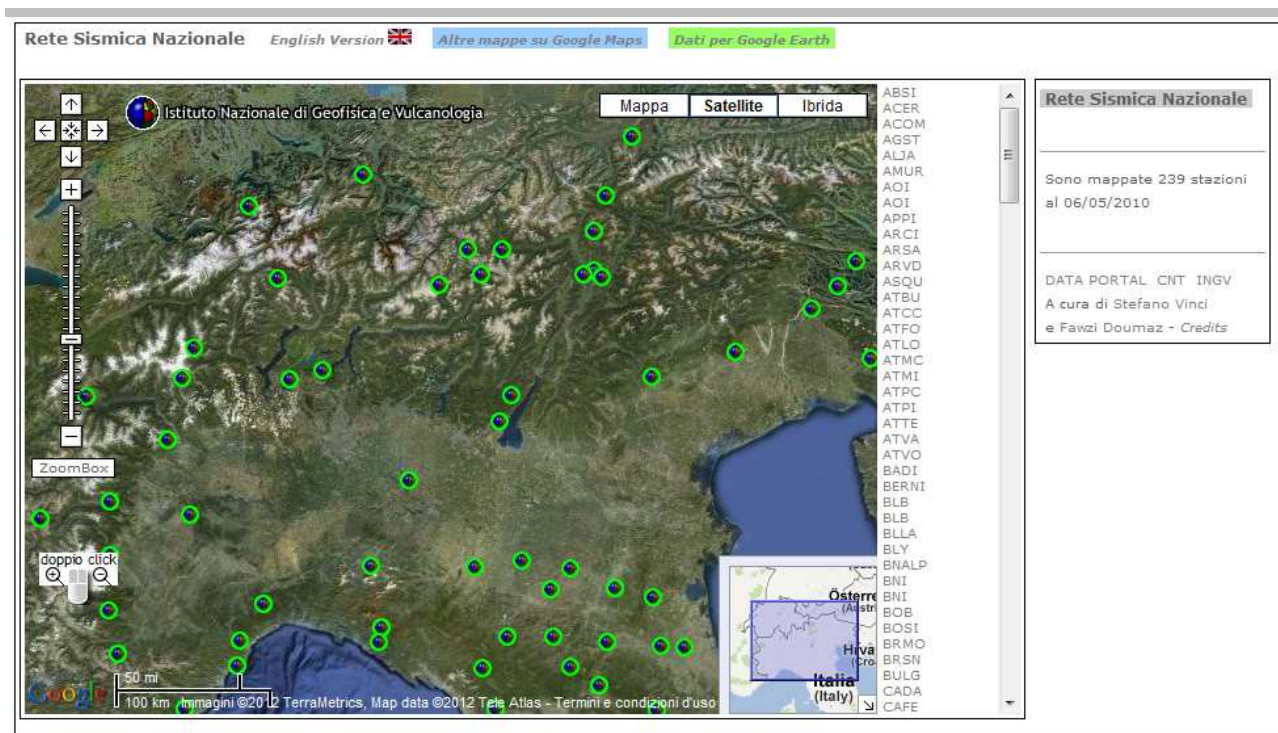 Rete Sismica Nazionale English Version Altre mappe su Google Maps Dati per Google Earth
Istituto Nazionale di Geofisica e Vulcanologia
Mappa Satellite Ibrida
ZoomBox
doppio click
50 mi
100 km
Google
Immagini ©2012 TerraMetrics, Map data ©2012 Tele Atlas - Termini e condizioni d'uso
Österre
(Austri
Hrva
(Cro
Italia
(Italy)
ABSI
ACER
ACOM
AGST
ALJA
AMUR
AOI
AOI
APPI
ARCI
ARSA
ARVD
ASQU
ATBU
ATCC
ATFO
ATLO
ATMC
ATMI
ATPC
ATPI
ATTE
ATVA
ATVO
BADI
BERNI
BLB
BLB
BLLA
BLY
BNALP
BNI
BNI
BOB
BOSI
BRMO
BRSN
BULG
CADA
CAFE
Rete Sismica Nazionale
Sono mappate 239 stazioni
al 06/05/2010
DATA PORTAL CNT INGV
A cura di Stefano Vinci
e Fawzi Doumaz - Credits